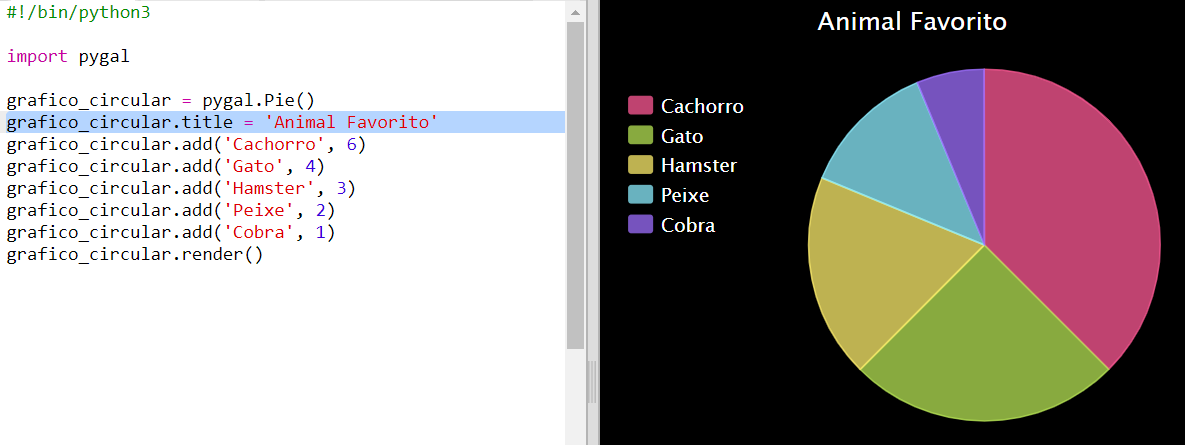 #!/bin/python3
import pygal
grafico_circular = pygal.Pie()
grafico_circular.title = 'Animal Favorito'
grafico_circular.add('Cachorro', 6)
grafico_circular.add('Gato', 4)
grafico_circular.add('Hamster', 3)
grafico_circular.add('Peixe', 2)
grafico_circular.add('Cobra', 1)
grafico_circular.render()
Animal Favorito
Cachorro
Gato
Hamster
Peixe
Cobra